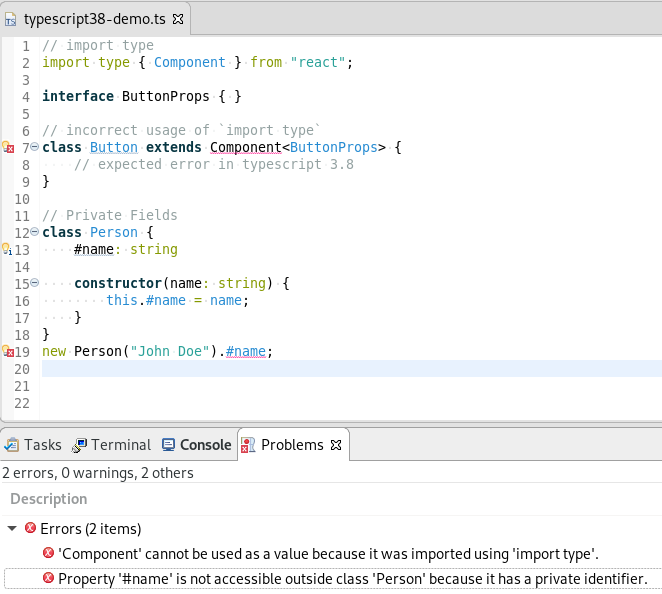 typescript38-demo.ts
1 // import type
2 import type { Component } from "react";
3
4 interface ButtonProps { }
5
6 // incorrect usage of `import type`
7 class Button extends Component<ButtonProps> {
8     // expected error in typescript 3.8
9 }
10
11 // Private Fields
12 class Person {
13     #name: string
14
15     constructor(name: string) {
16         this.#name = name;
17     }
18 }
19 new Person("John Doe").#name;
20
21
22
Tasks Terminal Console Problems
2 errors, 0 warnings, 2 others
Description
Errors (2 items)
'Component' cannot be used as a value because it was imported using 'import type'.
Property '#name' is not accessible outside class 'Person' because it has a private identifier.